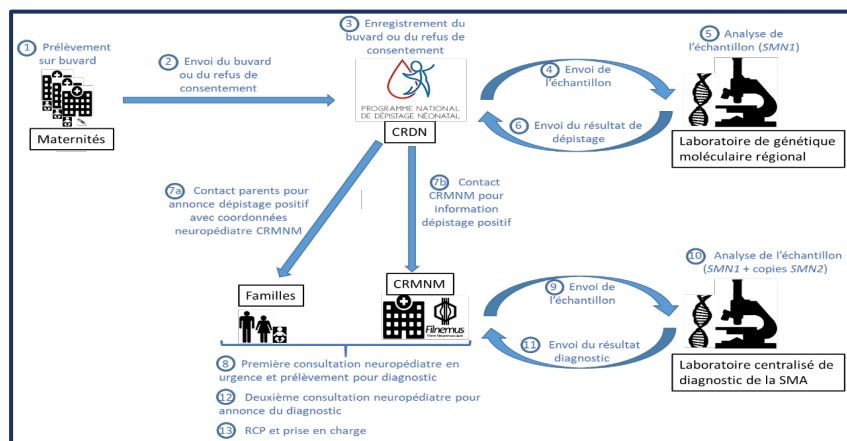 1 Prélèvement
sur buvard
Maternités
2 Envoi du buvard
ou du refus de
consentement
3 Enregistrement du
buvard ou du refus de
consentement
PROGRAMME NATIONAL
DE DÉPISTAGE NÉONATAL
CRDN
4 Envoi de
l'échantillon
5 Analyse de
l'échantillon (SMN1)
6 Envoi du résultat de
dépistage
Laboratoire de génétique
moléculaire régional
7a Contact parents pour
annonce dépistage positif
avec coordonnées
neuropédiatre CRMNM
7b Contact
CRMNM pour
information
dépistage positif
Familles
CRMNM
Filnemus
8 Première consultation neuropédiatre en
urgence et prélèvement pour diagnostic
9 Envoi de
l'échantillon
10 Analyse de l'échantillon
(SMN1 + copies SMN2)
11 Envoi du résultat
diagnostic
Laboratoire centralisé de
diagnostic de la SMA
12 Deuxième consultation neuropédiatre pour
annonce du diagnostic
13 RCP et prise en charge